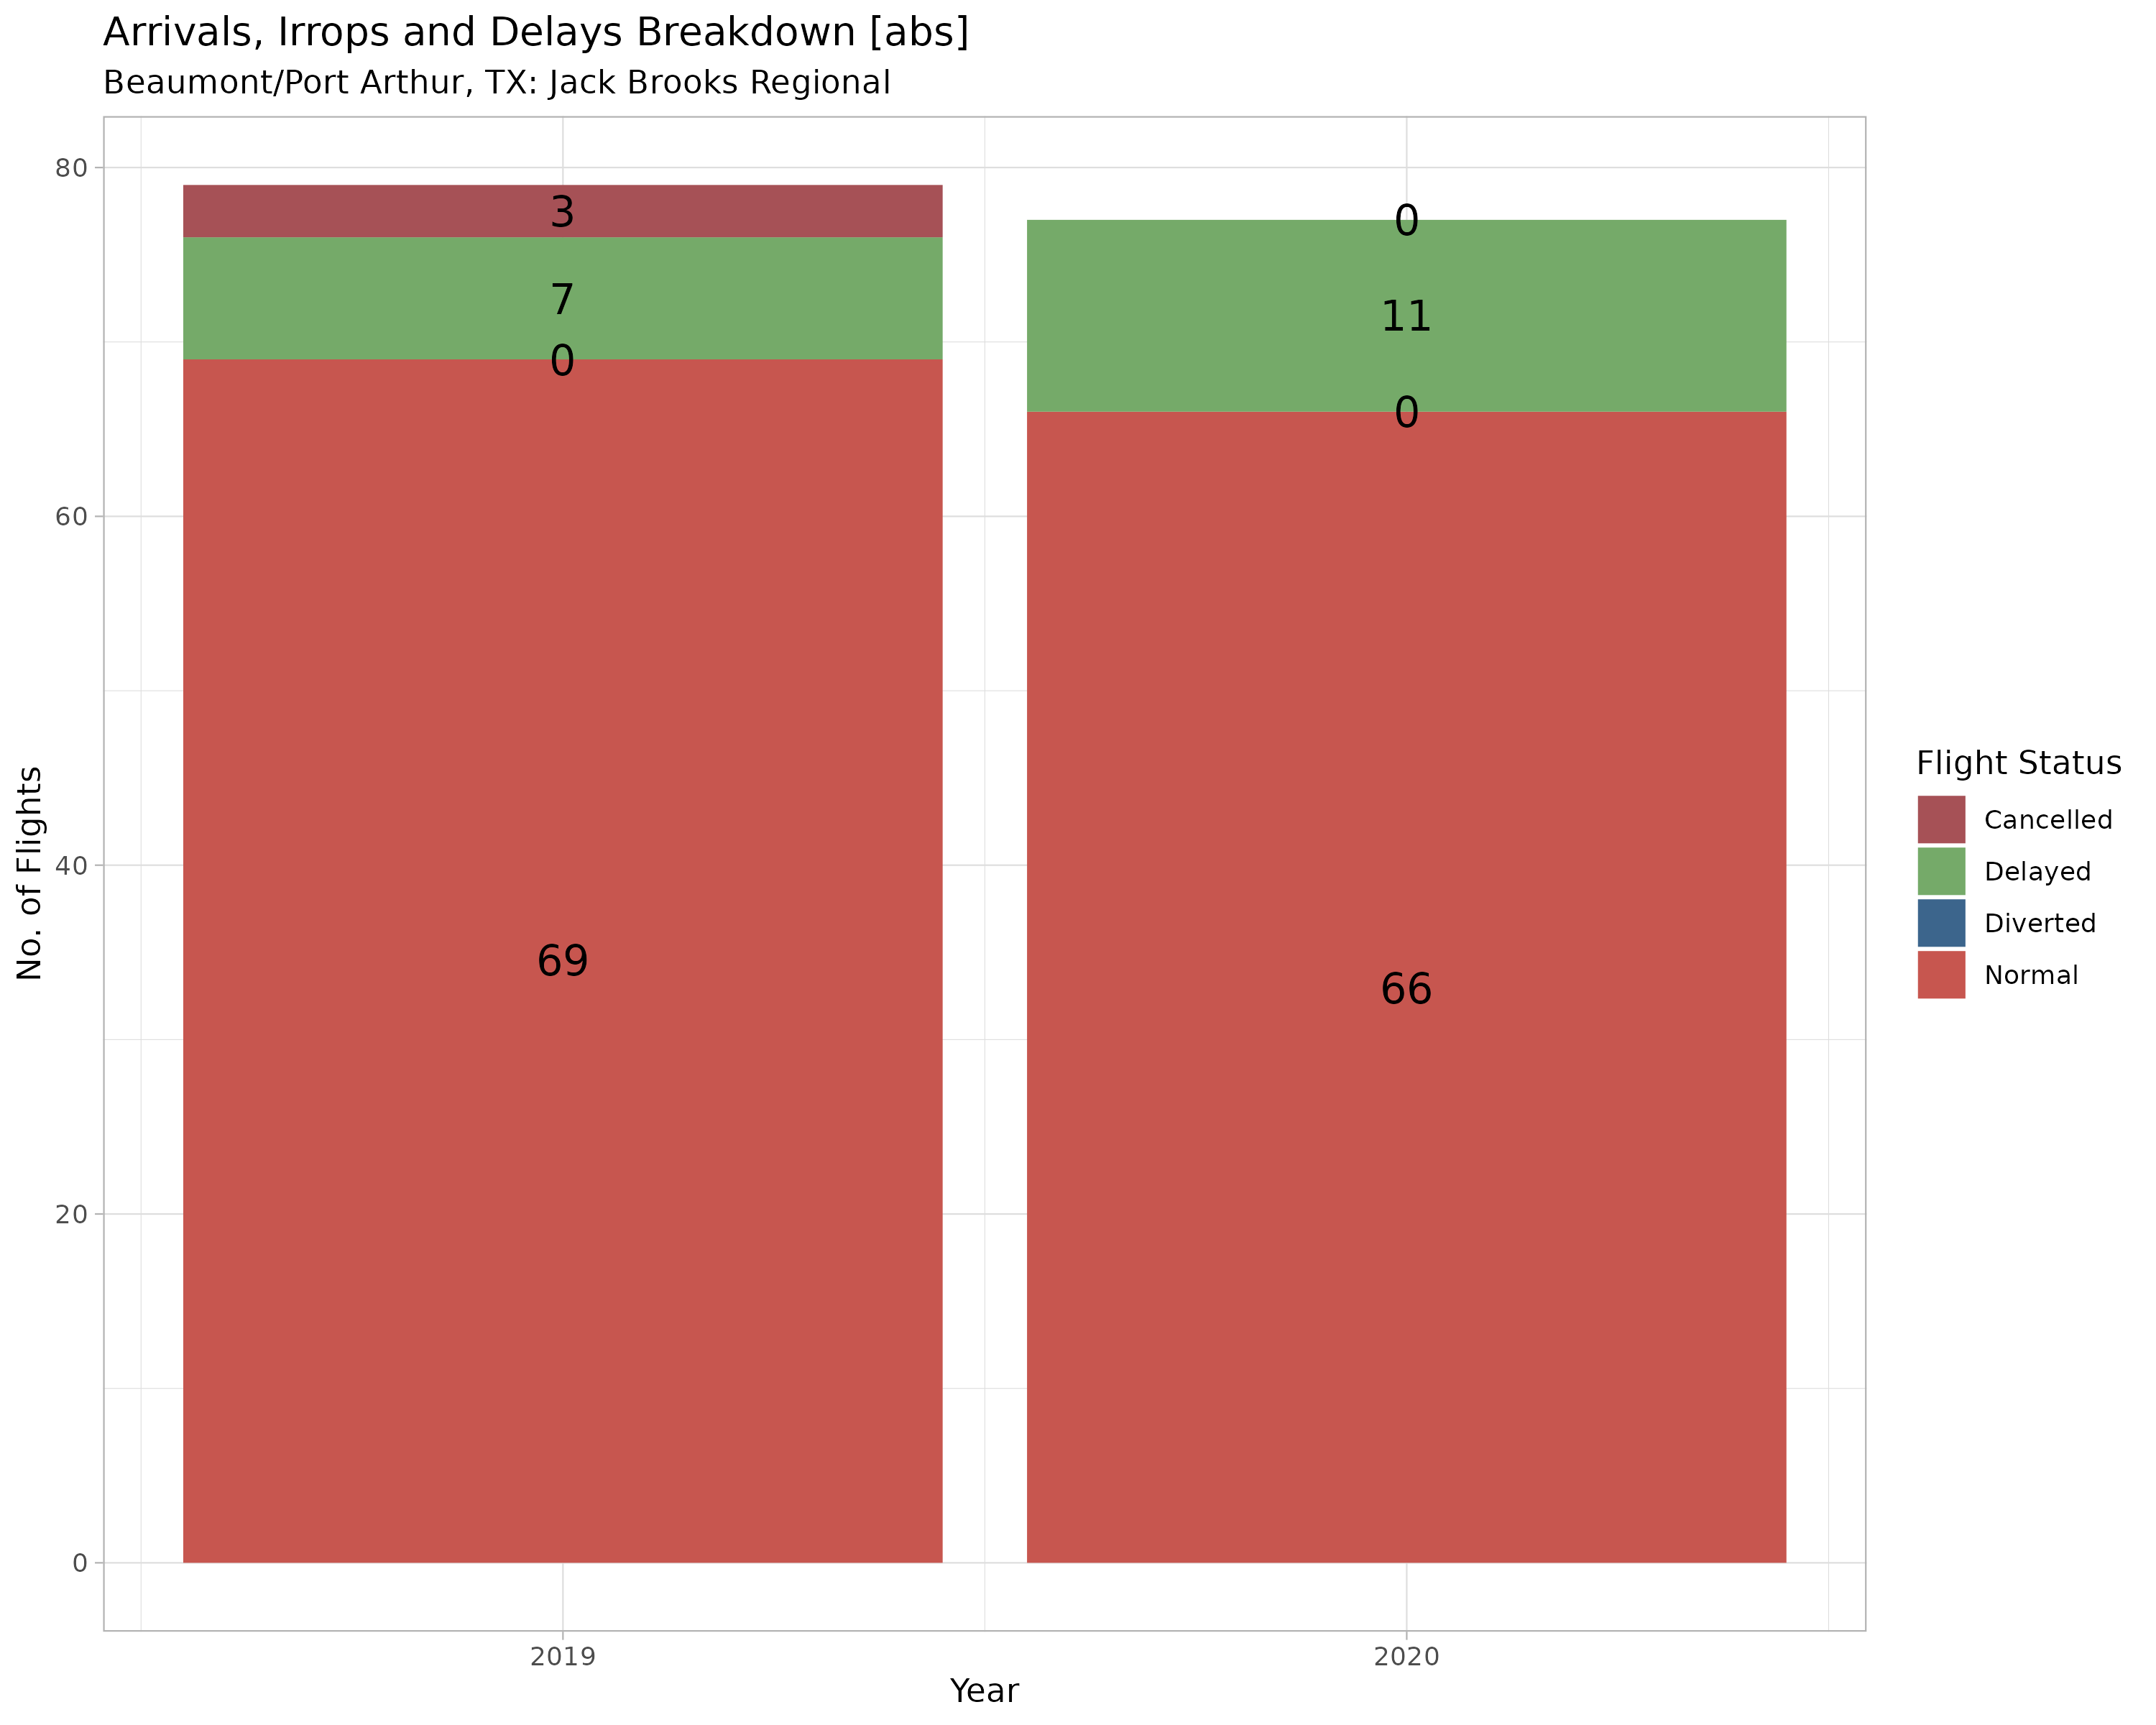 Arrivals, Irrops and Delays Breakdown [abs]
Beaumont/Port Arthur, TX: Jack Brooks Regional
No. of Flights
80
60
40
20
0
3
7
0
69
0
11
0
66
2019
2020
Year
Flight Status
Cancelled
Delayed
Diverted
Normal